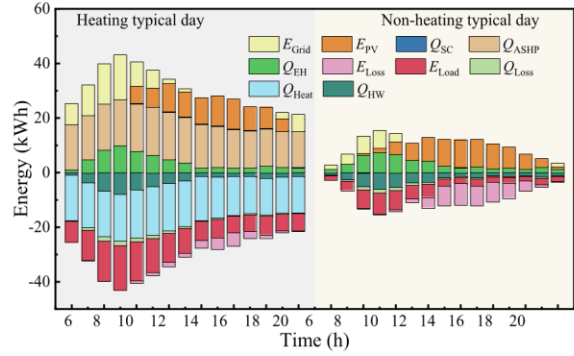 Heating typical day
Non-heating typical day
E_Grid
E_PV
Q_SC
Q_ASHP
Q_EH
E_Loss
E_Load
Q_Loss
Q_Heat
Q_HW
Energy (kWh)
60
40
20
0
-20
-40
6 8 10 12 14 16 18 20 6 8 10 12 14 16 18 20
Time (h)